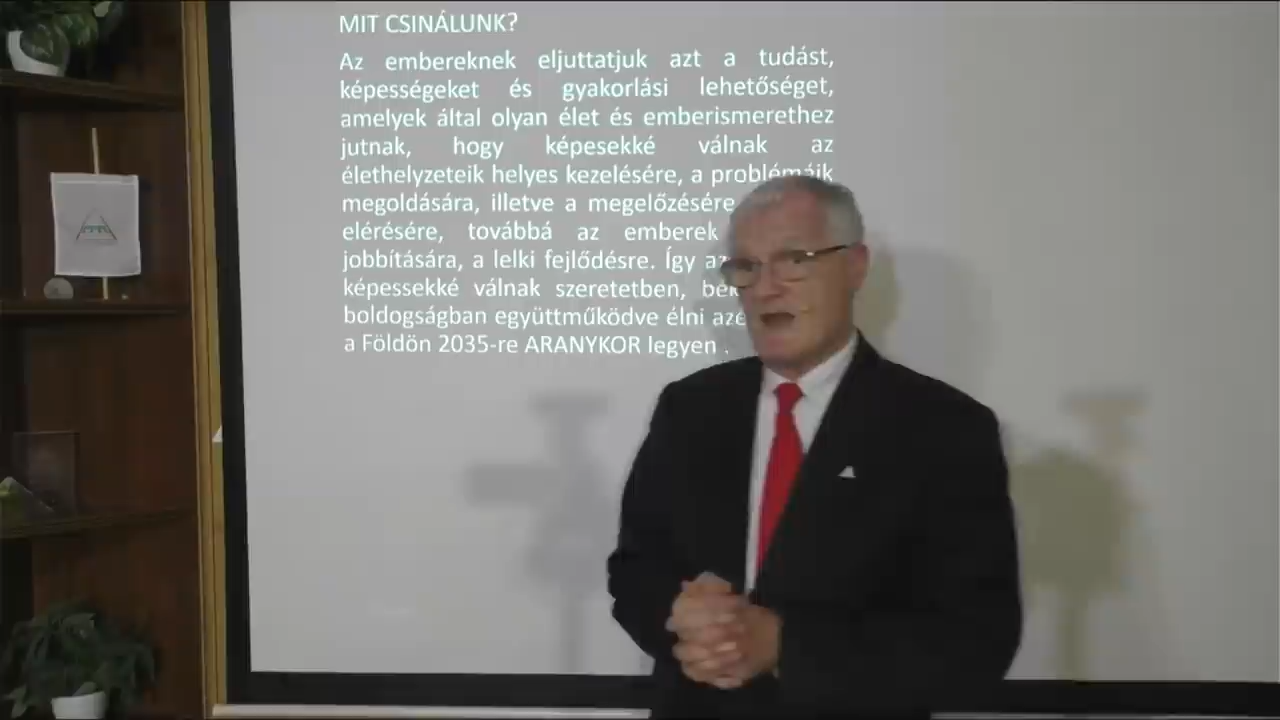 MIT CSINÁLUNK?
Az embereknek eljuttatjuk azt a tudást,
képességeket és gyakorlási lehetőséget,
amelyek által olyan élet és emberismerethez
jutnak, hogy képesekké válnak az
élethelyzeteik helyes kezelésére, a problémáik
megoldására, illetve a megelőzésére
elérésére, továbbá az emberek
jobbítására, a lelki fejlődésre. Így
képessekké válnak szeretetben,
boldogságban együttműködve élni
a Földön 2035-re ARANYKOR legyen .